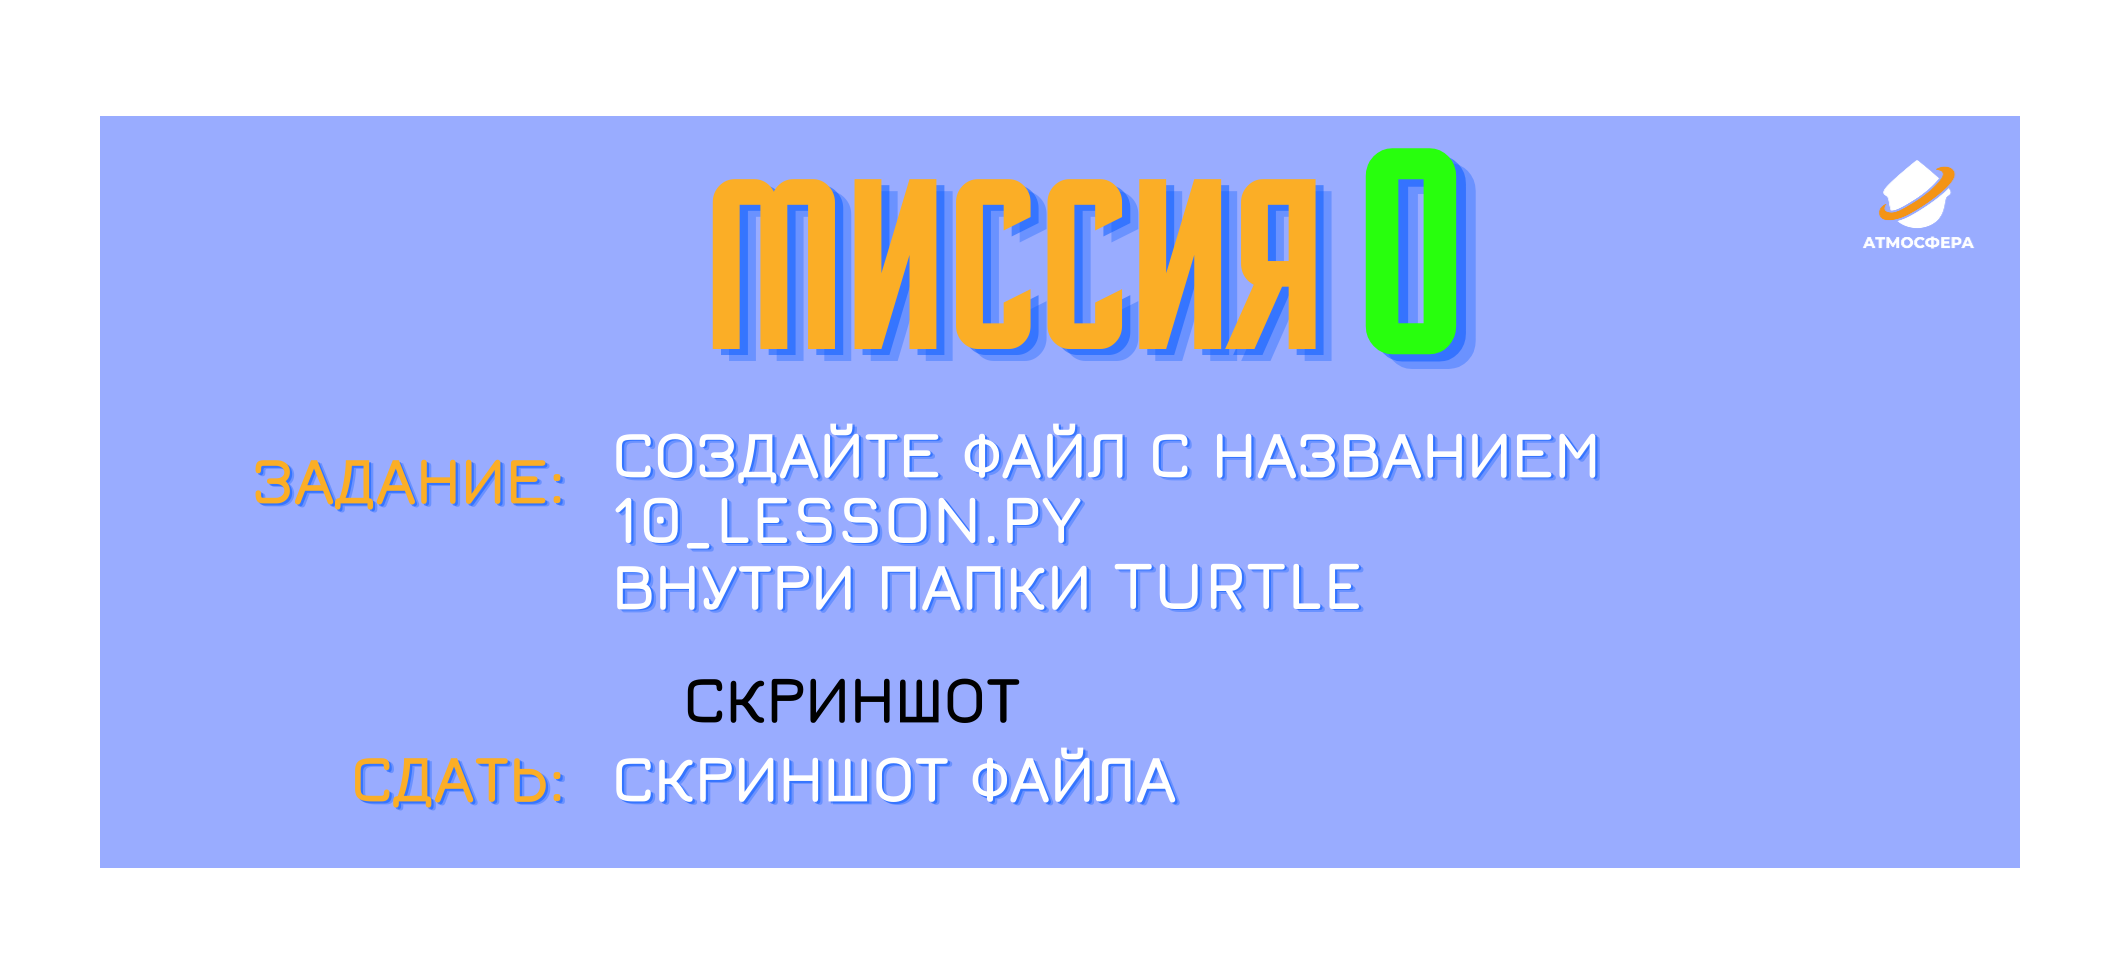 МИССИЯ 0
АТМОСФЕРА
ЗАДАНИЕ: СОЗДАЙТЕ ФАЙЛ С НАЗВАНИЕМ
10_LESSON.PY
ВНУТРИ ПАПКИ TURTLE
СКРИНШОТ
СДАТЬ: СКРИНШОТ ФАЙЛА